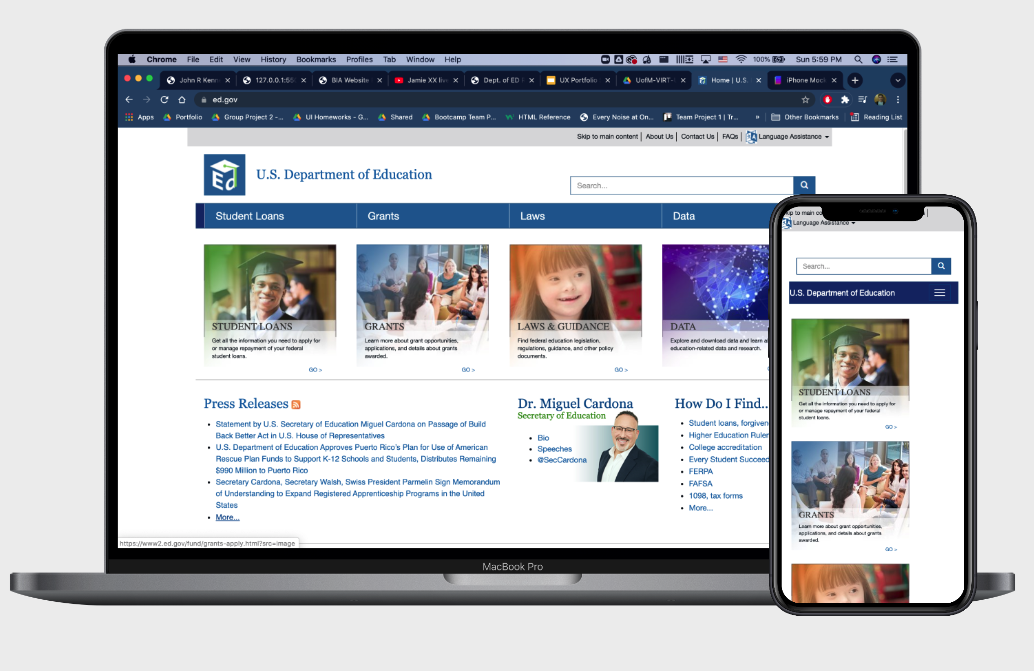 Chrome File Edit View History Bookmarks Profiles Tab Window Help 100% Sun 5:59 PM
John R Kenn 127.0.0.1:55 BIA Website Jamie XX live Dept. of ED UX Portfolio UofM-VIRT- Home | U.S. iPhone Moc
ed.gov
Apps Portfolio Group Project 2 -... UI Homeworks - G... Shared Bootcamp Team P... HTML Reference Every Noise at On... Team Project 1 | Tr... » Other Bookmarks Reading List
Skip to main content | About Us | Contact Us | FAQs | Language Assistance
Ed
U.S. Department of Education
Search...
Student Loans Grants Laws Data
STUDENT LOANS
Get all the information you need to apply for
or manage repayment of your federal
student loans.
GO >
GRANTS
Learn more about grant opportunities,
applications, and details about grants
awarded.
GO >
LAWS & GUIDANCE
Find federal education legislation,
regulations, guidance, and other policy
documents.
GO >
DATA
Explore and download data and learn a
education-related data and research.
Press Releases
• Statement by U.S. Secretary of Education Miguel Cardona on Passage of Build
Back Better Act in U.S. House of Representatives
• U.S. Department of Education Approves Puerto Rico's Plan for Use of American
Rescue Plan Funds to Support K-12 Schools and Students, Distributes Remaining
$990 Million to Puerto Rico
• Secretary Cardona, Secretary Walsh, Swiss President Parmelin Sign Memorandum
of Understanding to Expand Registered Apprenticeship Programs in the United
States
• More...
Dr. Miguel Cardona
Secretary of Education
• Bio
• Speeches
• @SecCardona
How Do I Find...
• Student loans, forgiven
• Higher Education Ruler
• College accreditation
• Every Student Succeed
• FERPA
• FAFSA
• 1098, tax forms
• More...
https://www2.ed.gov/fund/grants-apply.html?src=image
MacBook Pro
kip to main co
Language Assistance
Search...
U.S. Department of Education
STUDENT LOANS
Get all the information you need to apply for
or manage repayment of your federal
student loans.
GO >
GRANTS
Learn more about grant opportunities,
applications, and details about grants
awarded.
GO >